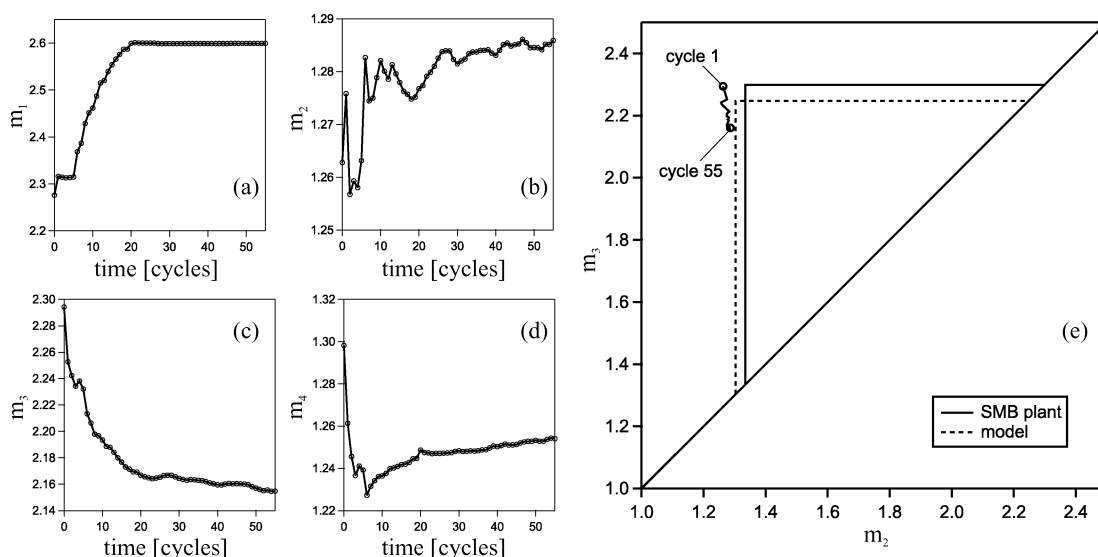 2.6
2.5
2.4
2.3
2.2
m1
(a)
0 10 20 30 40 50
time [cycles]
1.29
1.28
1.27
1.26
1.25
m2
(b)
0 10 20 30 40 50
time [cycles]
2.30
2.28
2.26
2.24
2.22
2.20
2.18
2.16
2.14
m3
(c)
0 10 20 30 40 50
time [cycles]
1.32
1.30
1.28
1.26
1.24
1.22
m4
(d)
0 10 20 30 40 50
time [cycles]
2.4
2.2
2.0
1.8
1.6
1.4
1.2
1.0
m3
cycle 1
cycle 55
(e)
SMB plant
model
1.0 1.2 1.4 1.6 1.8 2.0 2.2 2.4
m2